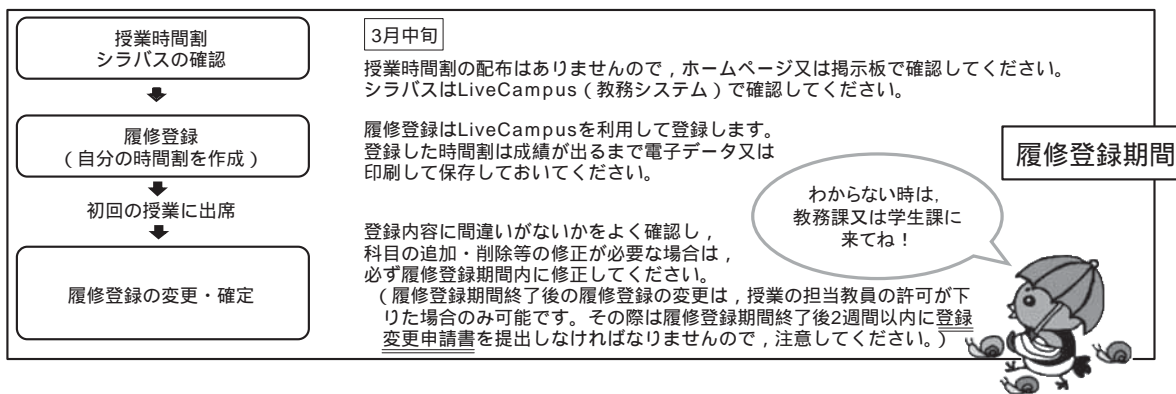 授業時間割
シラバスの確認
履修登録
(自分の時間割を作成)
初回の授業に出席
履修登録の変更・確定
3月中旬
授業時間割の配布はありませんので,ホームページ又は掲示板で確認してください。
シラバスはLiveCampus(教務システム)で確認してください。
履修登録はLiveCampusを利用して登録します。
登録した時間割は成績が出るまで電子データ又は
印刷して保存しておいてください。
登録内容に間違いがないかをよく確認し,
科目の追加・削除等の修正が必要な場合は,
必ず履修登録期間内に修正してください。
(履修登録期間終了後の履修登録の変更は,授業の担当教員の許可が下
りた場合のみ可能です。その際は履修登録期間終了後2週間以内に登録
変更申請書を提出しなければなりませんので,注意してください。)
履修登録期間
わからない時は,
教務課又は学生課に
来てね!